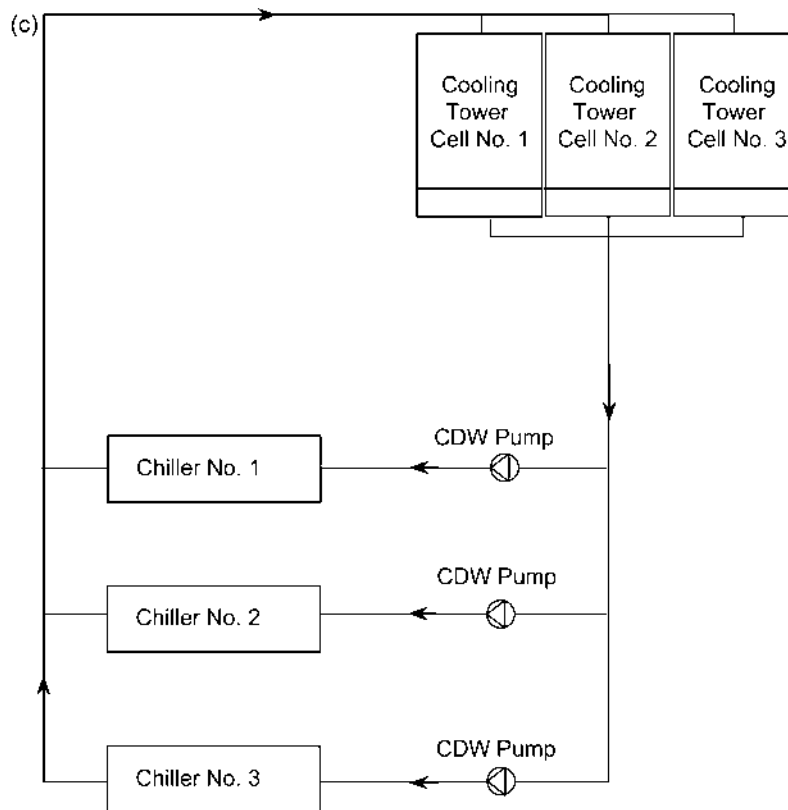 (c)
Cooling
Tower
Cell No. 1
Cooling
Tower
Cell No. 2
Cooling
Tower
Cell No. 3
CDW Pump
Chiller No. 1
CDW Pump
Chiller No. 2
CDW Pump
Chiller No. 3